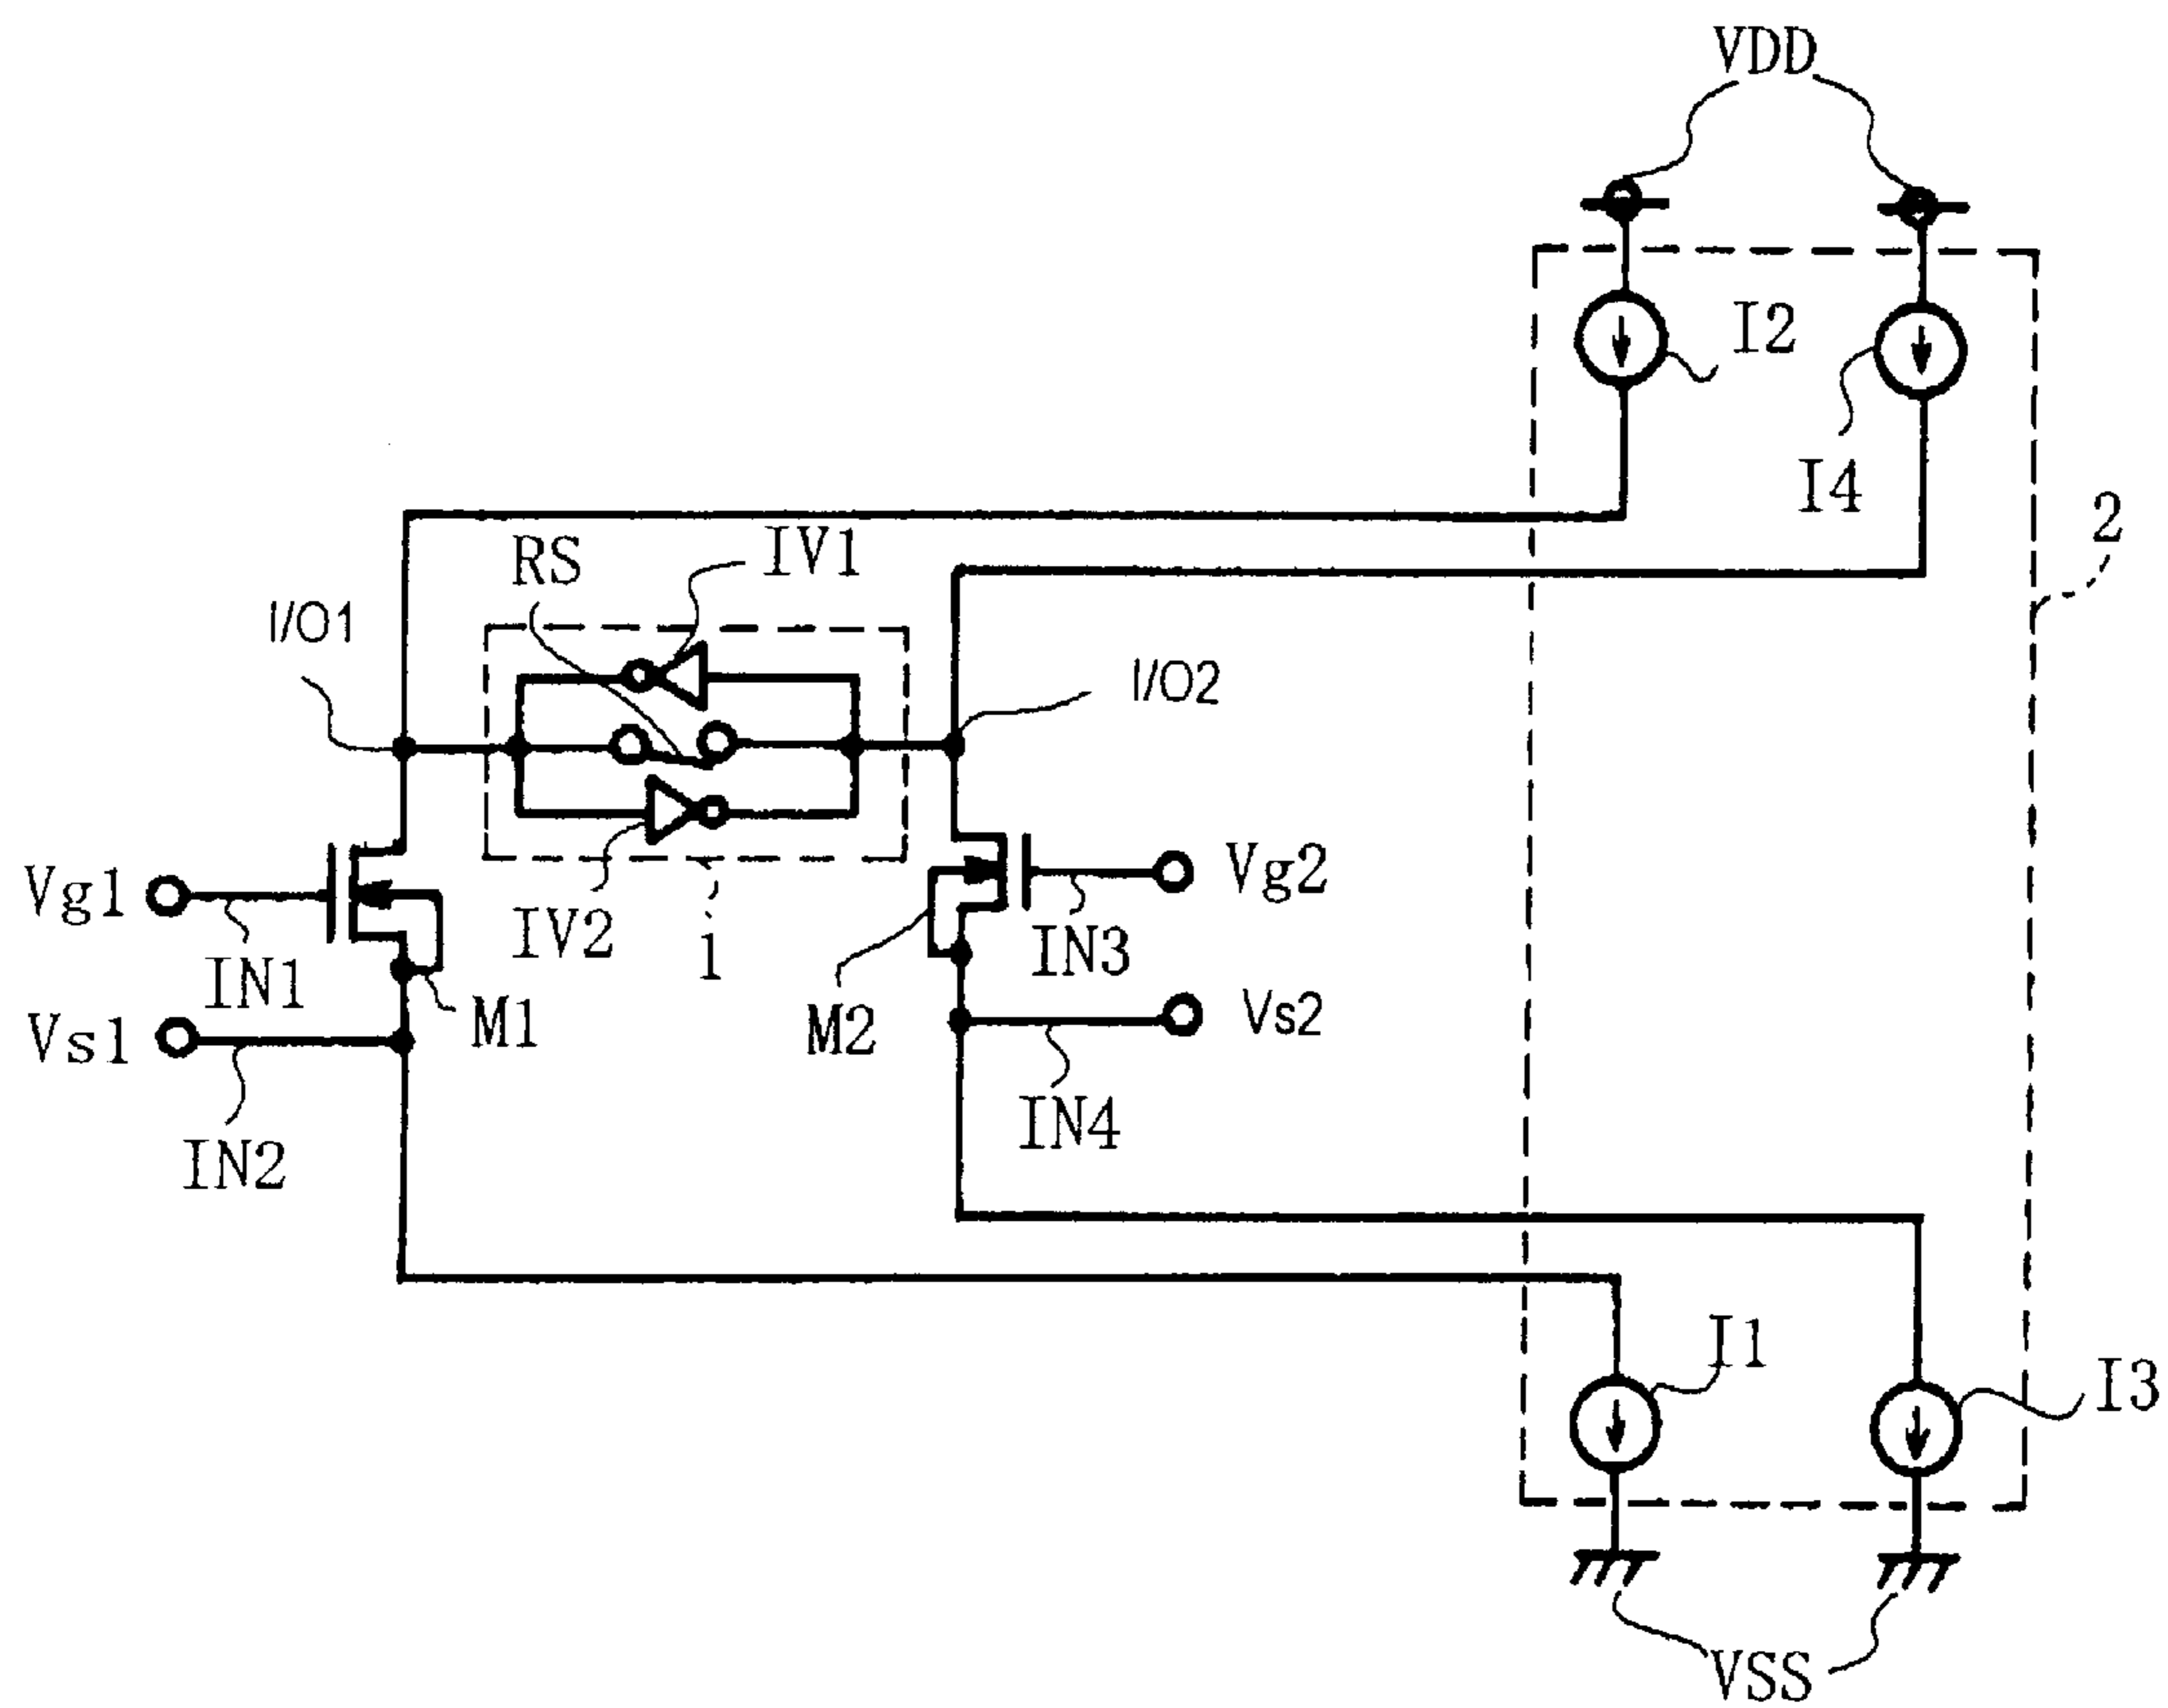 VDD
I2
I4
2
RS
IV1
I/O1
I/O2
Vg1
Vg2
IV2
1
IN1
IN3
Vs1
M1
M2
Vs2
IN2
IN4
I1
I3
VSS